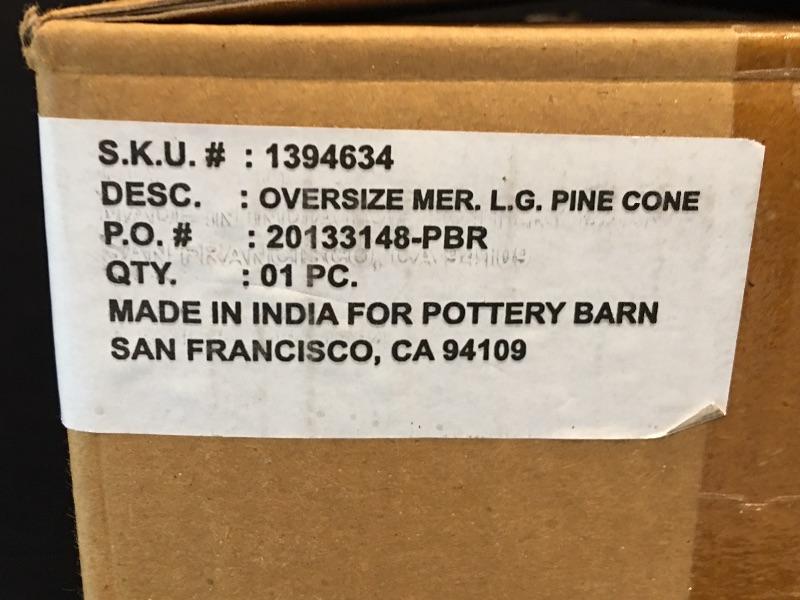 S.K.U. # : 1394634
DESC. : OVERSIZE MER. L.G. PINE CONE
P.O. # : 20133148-PBR
QTY. : 01 PC.
MADE IN INDIA FOR POTTERY BARN
SAN FRANCISCO, CA 94109